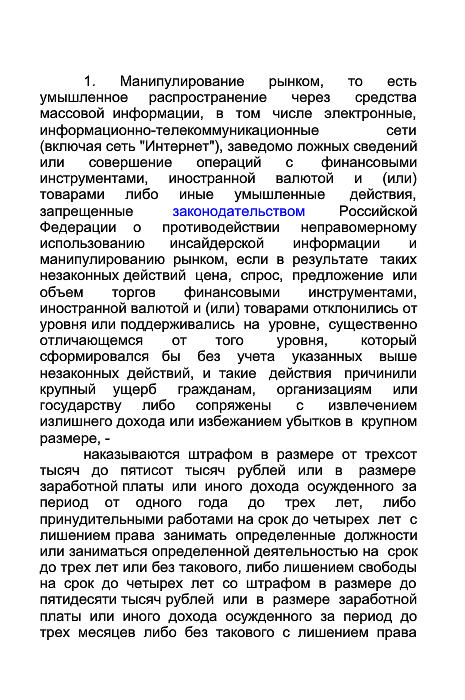 1. Манипулирование рынком, то есть
умышленное распространение через средства
массовой информации, в том числе электронные,
информационно-телекоммуникационные сети
(включая сеть "Интернет"), заведомо ложных сведений
или совершение операций с финансовыми
инструментами, иностранной валютой и (или)
товарами либо иные умышленные действия,
запрещенные законодательством Российской
Федерации о противодействии неправомерному
использованию инсайдерской информации и
манипулированию рынком, если в результате таких
незаконных действий цена, спрос, предложение или
объем торгов финансовыми инструментами,
иностранной валютой и (или) товарами отклонились от
уровня или поддерживались на уровне, существенно
отличающемся от того уровня, который
сформировался бы без учета указанных выше
незаконных действий, и такие действия причинили
крупный ущерб гражданам, организациям или
государству либо сопряжены с извлечением
излишнего дохода или избежанием убытков в крупном
размере, -
наказываются штрафом в размере от трехсот
тысяч до пятисот тысяч рублей или в размере
заработной платы или иного дохода осужденного за
период от одного года до трех лет, либо
принудительными работами на срок до четырех лет с
лишением права занимать определенные должности
или заниматься определенной деятельностью на срок
до трех лет или без такового, либо лишением свободы
на срок до четырех лет со штрафом в размере до
пятидесяти тысяч рублей или в размере заработной
платы или иного дохода осужденного за период до
трех месяцев либо без такового с лишением права